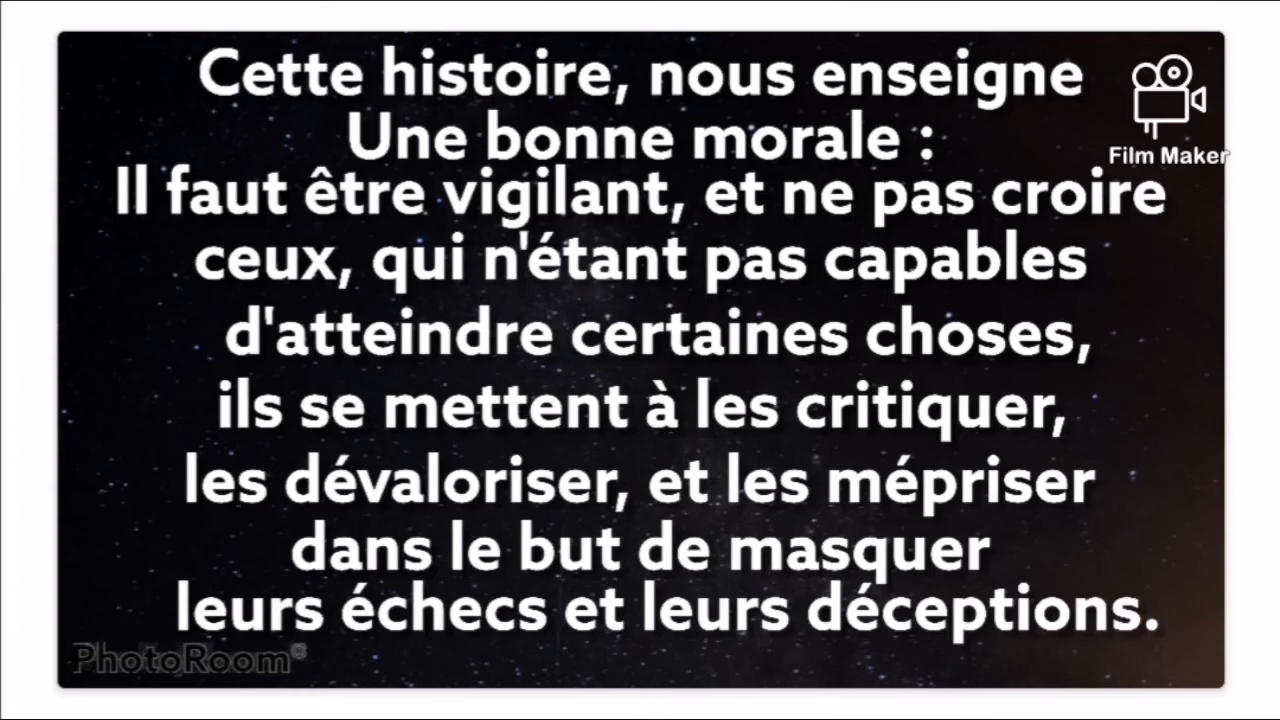 Cette histoire, nous enseigne
Une bonne morale :
Il faut être vigilant, et ne pas croire
ceux, qui n'étant pas capables
d'atteindre certaines choses,
ils se mettent à les critiquer,
les dévaloriser, et les mépriser
dans le but de masquer
leurs échecs et leurs déceptions.
Film Maker
PhotoRoom®